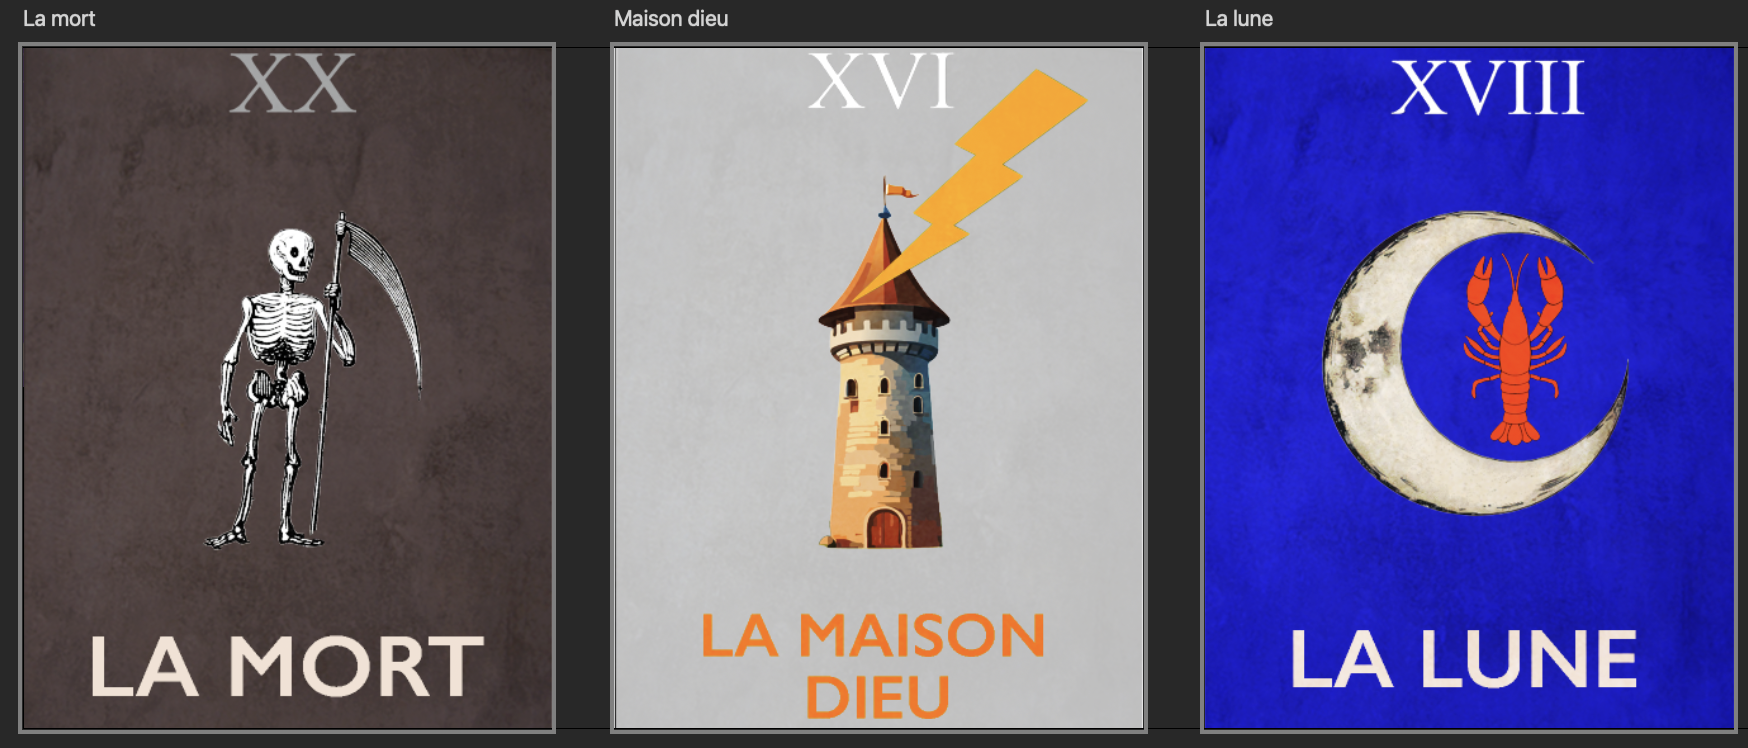 La mort
Maison dieu
La lune
XX
XVI
XVIII
LA MORT
LA MAISON
DIEU
LA LUNE